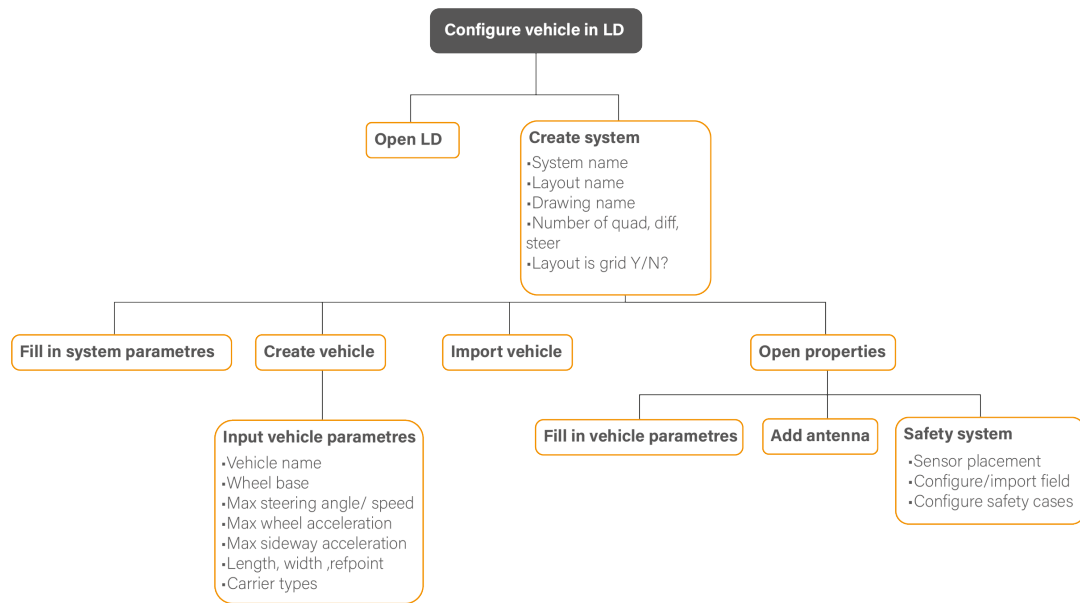 Configure vehicle in LD
Open LD
Create system
▪System name
▪Layout name
▪Drawing name
▪Number of quad, diff,
steer
▪Layout is grid Y/N?
Fill in system parametres
Create vehicle
Import vehicle
Open properties
Input vehicle parametres
▪Vehicle name
▪Wheel base
▪Max steering angle/ speed
▪Max wheel acceleration
▪Max sideway acceleration
▪Length, width ,refpoint
▪Carrier types
Fill in vehicle parametres
Add antenna
Safety system
▪Sensor placement
▪Configure/import field
▪Configure safety cases